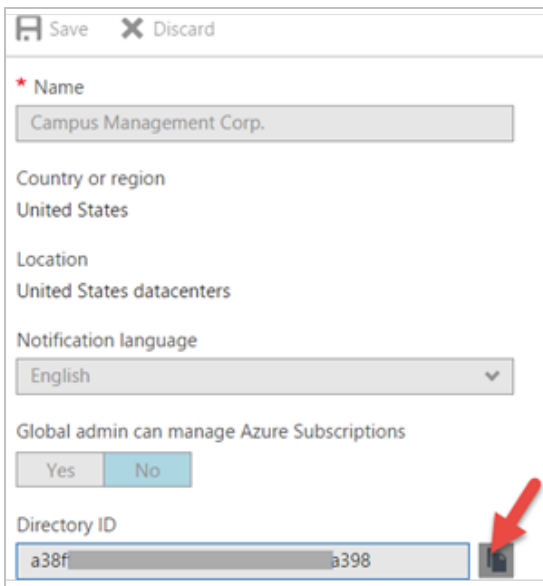 Save Discard
* Name
Campus Management Corp.
Country or region
United States
Location
United States datacenters
Notification language
English
Global admin can manage Azure Subscriptions
Yes No
Directory ID
a38f a398